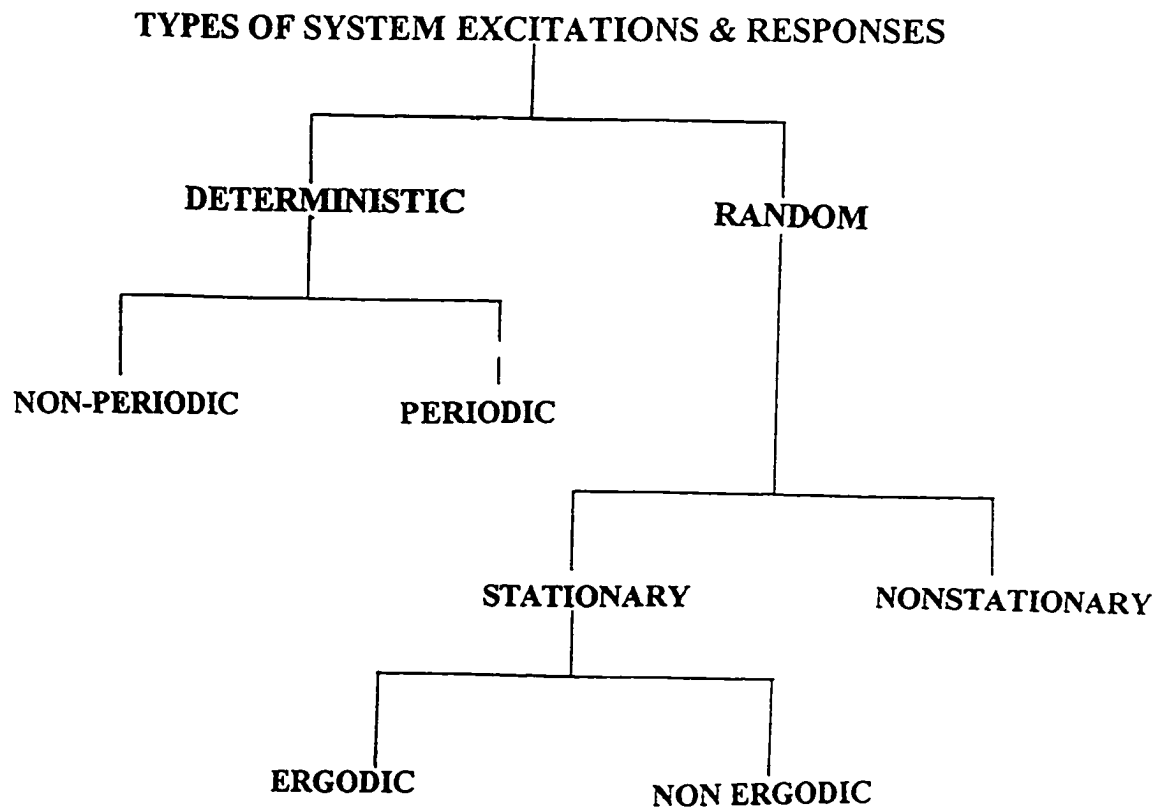 TYPES OF SYSTEM EXCITATIONS & RESPONSES
DETERMINISTIC
RANDOM
NON-PERIODIC
PERIODIC
STATIONARY
NONSTATIONARY
ERGODIC
NON ERGODIC